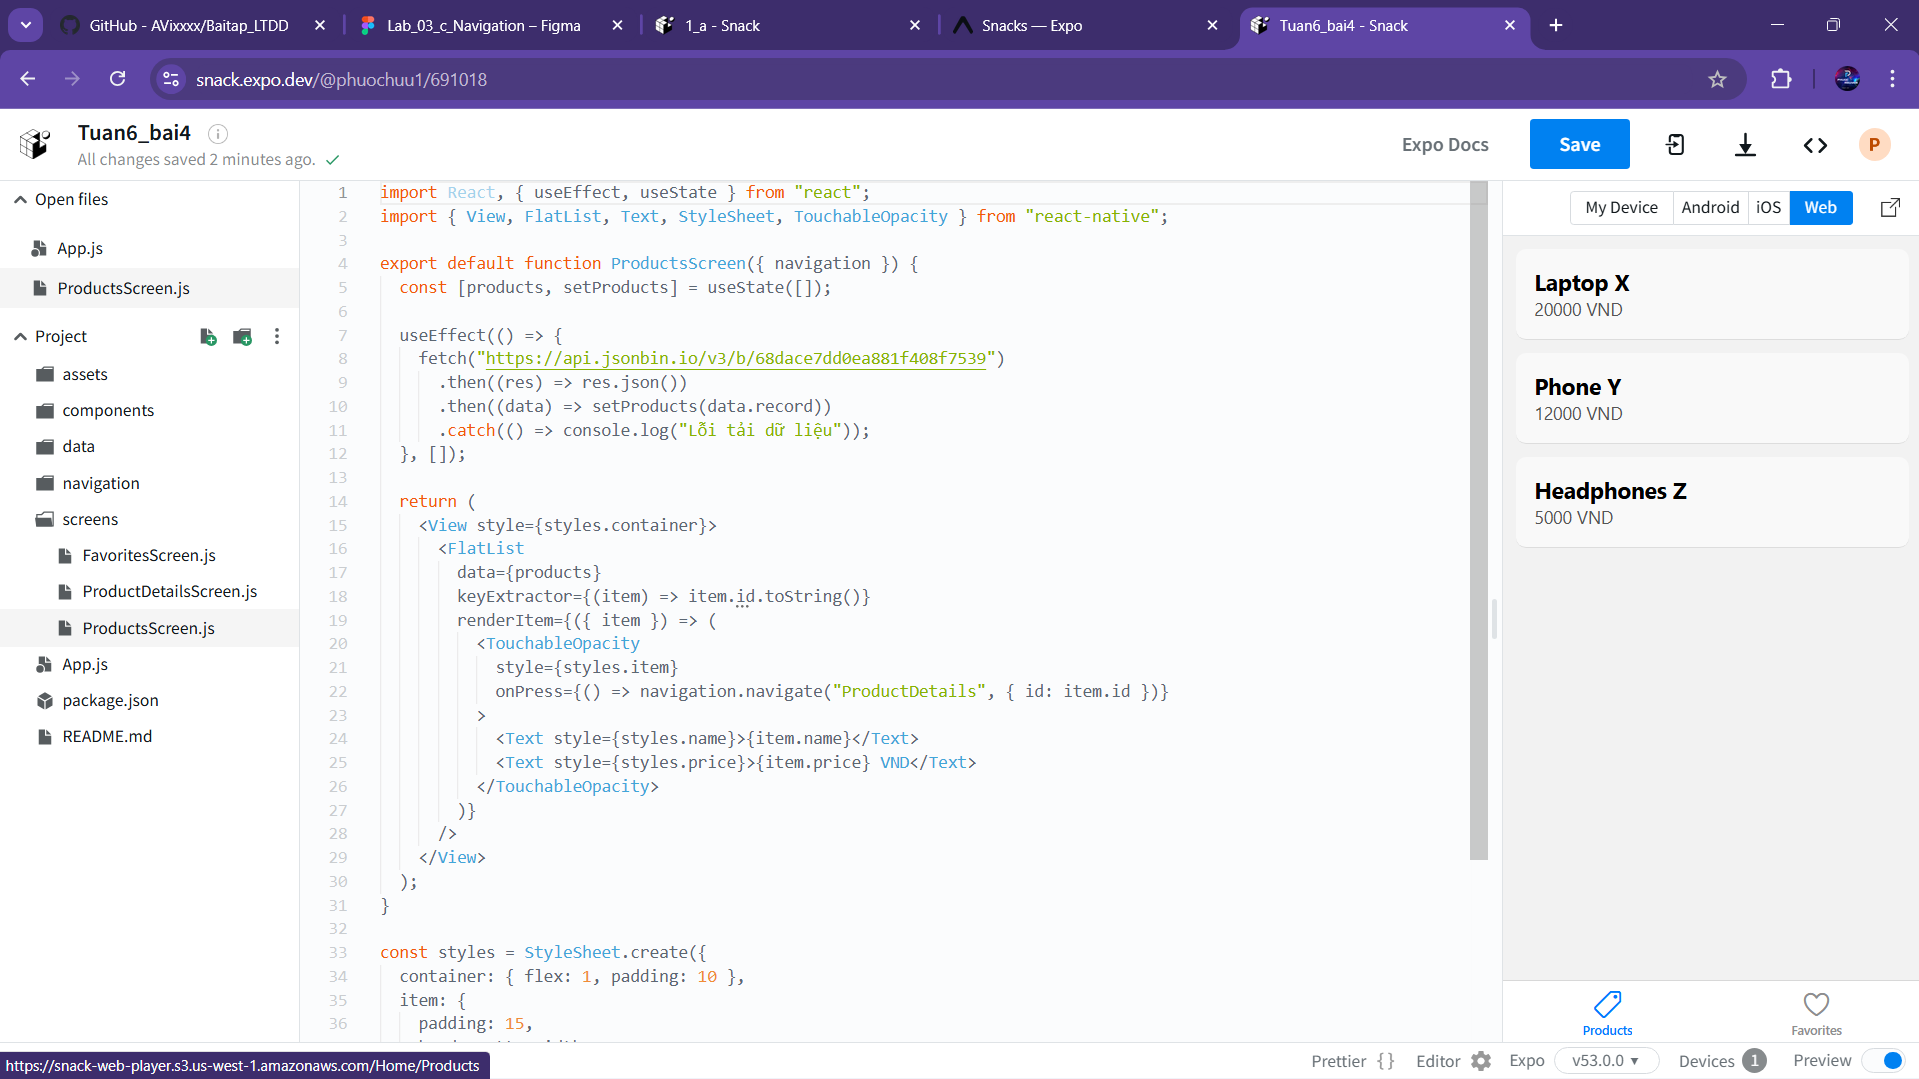 GitHub - AVixxxx/Baitap_LTDD
Lab_03_c_Navigation – Figma
1_a - Snack
Snacks — Expo
Tuan6_bai4 - Snack
snack.expo.dev/@phuochuu1/691018
Tuan6_bai4
All changes saved 2 minutes ago.
Expo Docs
Save
P
Open files
App.js
ProductsScreen.js
Project
assets
components
data
navigation
screens
FavoritesScreen.js
ProductDetailsScreen.js
ProductsScreen.js
App.js
package.json
README.md
1 import React, { useEffect, useState } from "react";
2 import { View, FlatList, Text, StyleSheet, TouchableOpacity } from "react-native";
3
4 export default function ProductsScreen({ navigation }) {
5 const [products, setProducts] = useState([]);
6
7 useEffect(() => {
8 fetch("https://api.jsonbin.io/v3/b/68dace7dd0ea881f408f7539")
9 .then((res) => res.json())
10 .then((data) => setProducts(data.record))
11 .catch(() => console.log("Lỗi tải dữ liệu"));
12 }, []);
13
14 return (
15 <View style={styles.container}>
16 <FlatList
17 data={products}
18 keyExtractor={(item) => item.id.toString()}
19 renderItem={({ item }) => (
20 <TouchableOpacity
21 style={styles.item}
22 onPress={() => navigation.navigate("ProductDetails", { id: item.id })}
23 >
24 <Text style={styles.name}>{item.name}</Text>
25 <Text style={styles.price}>{item.price} VND</Text>
26 </TouchableOpacity>
27 )}
28 />
29 </View>
30 );
31 }
32
33 const styles = StyleSheet.create({
34 container: { flex: 1, padding: 10 },
35 item: {
36 padding: 15,
My Device
Android
iOS
Web
Laptop X
20000 VND
Phone Y
12000 VND
Headphones Z
5000 VND
Products
Favorites
https://snack-web-player.s3.us-west-1.amazonaws.com/Home/Products
Prettier { }
Editor
Expo
v53.0.0
Devices 1
Preview